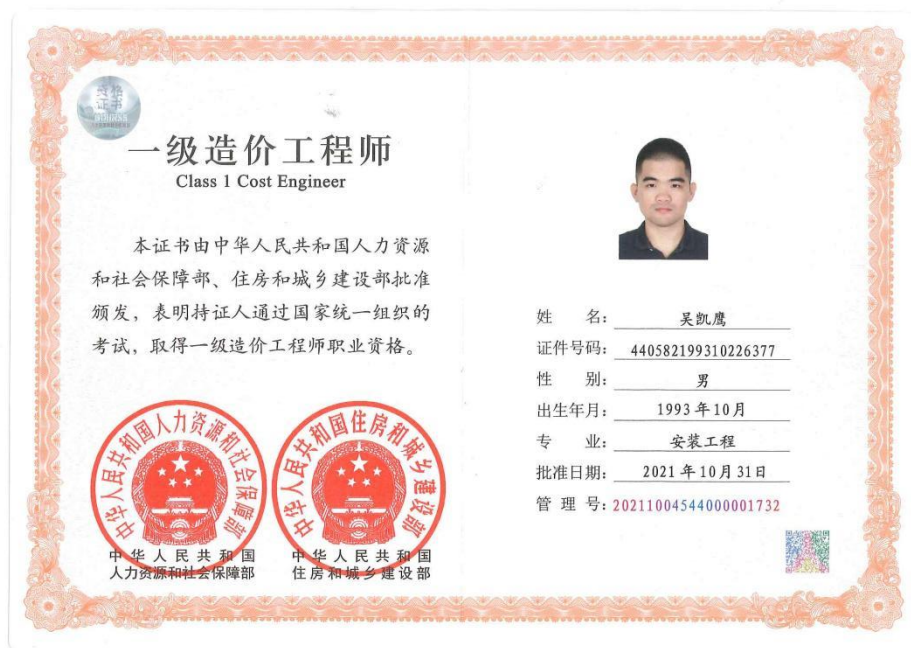 资格
证书
一级造价工程师
Class 1 Cost Engineer
本证书由中华人民共和国人力资源
和社会保障部、住房和城乡建设部批准
颁发，表明持证人通过国家统一组织的
考试，取得一级造价工程师职业资格。
中华人民共和国人力资源和社会保障部
中华人民共和国
人力资源和社会保障部
中华人民共和国住房和城乡建设部
中华人民共和国
住房和城乡建设部
姓 名： 吴凯鹰
证件号码： 440582199310226377
性 别： 男
出生年月： 1993年10月
专 业： 安装工程
批准日期： 2021年10月31日
管 理 号： 20211004544000001732